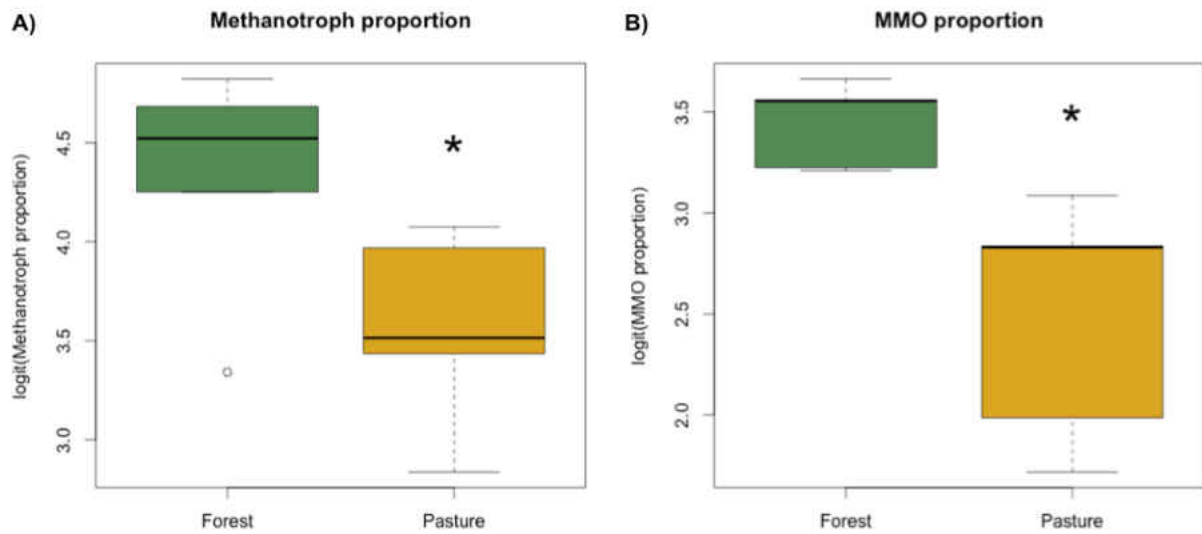 A) Methanotroph proportion
logit(Methanotroph proportion)
4.5
4.0
3.5
3.0
*
Forest Pasture
B) MMO proportion
logit(MMO proportion)
3.5
3.0
2.5
2.0
*
Forest Pasture